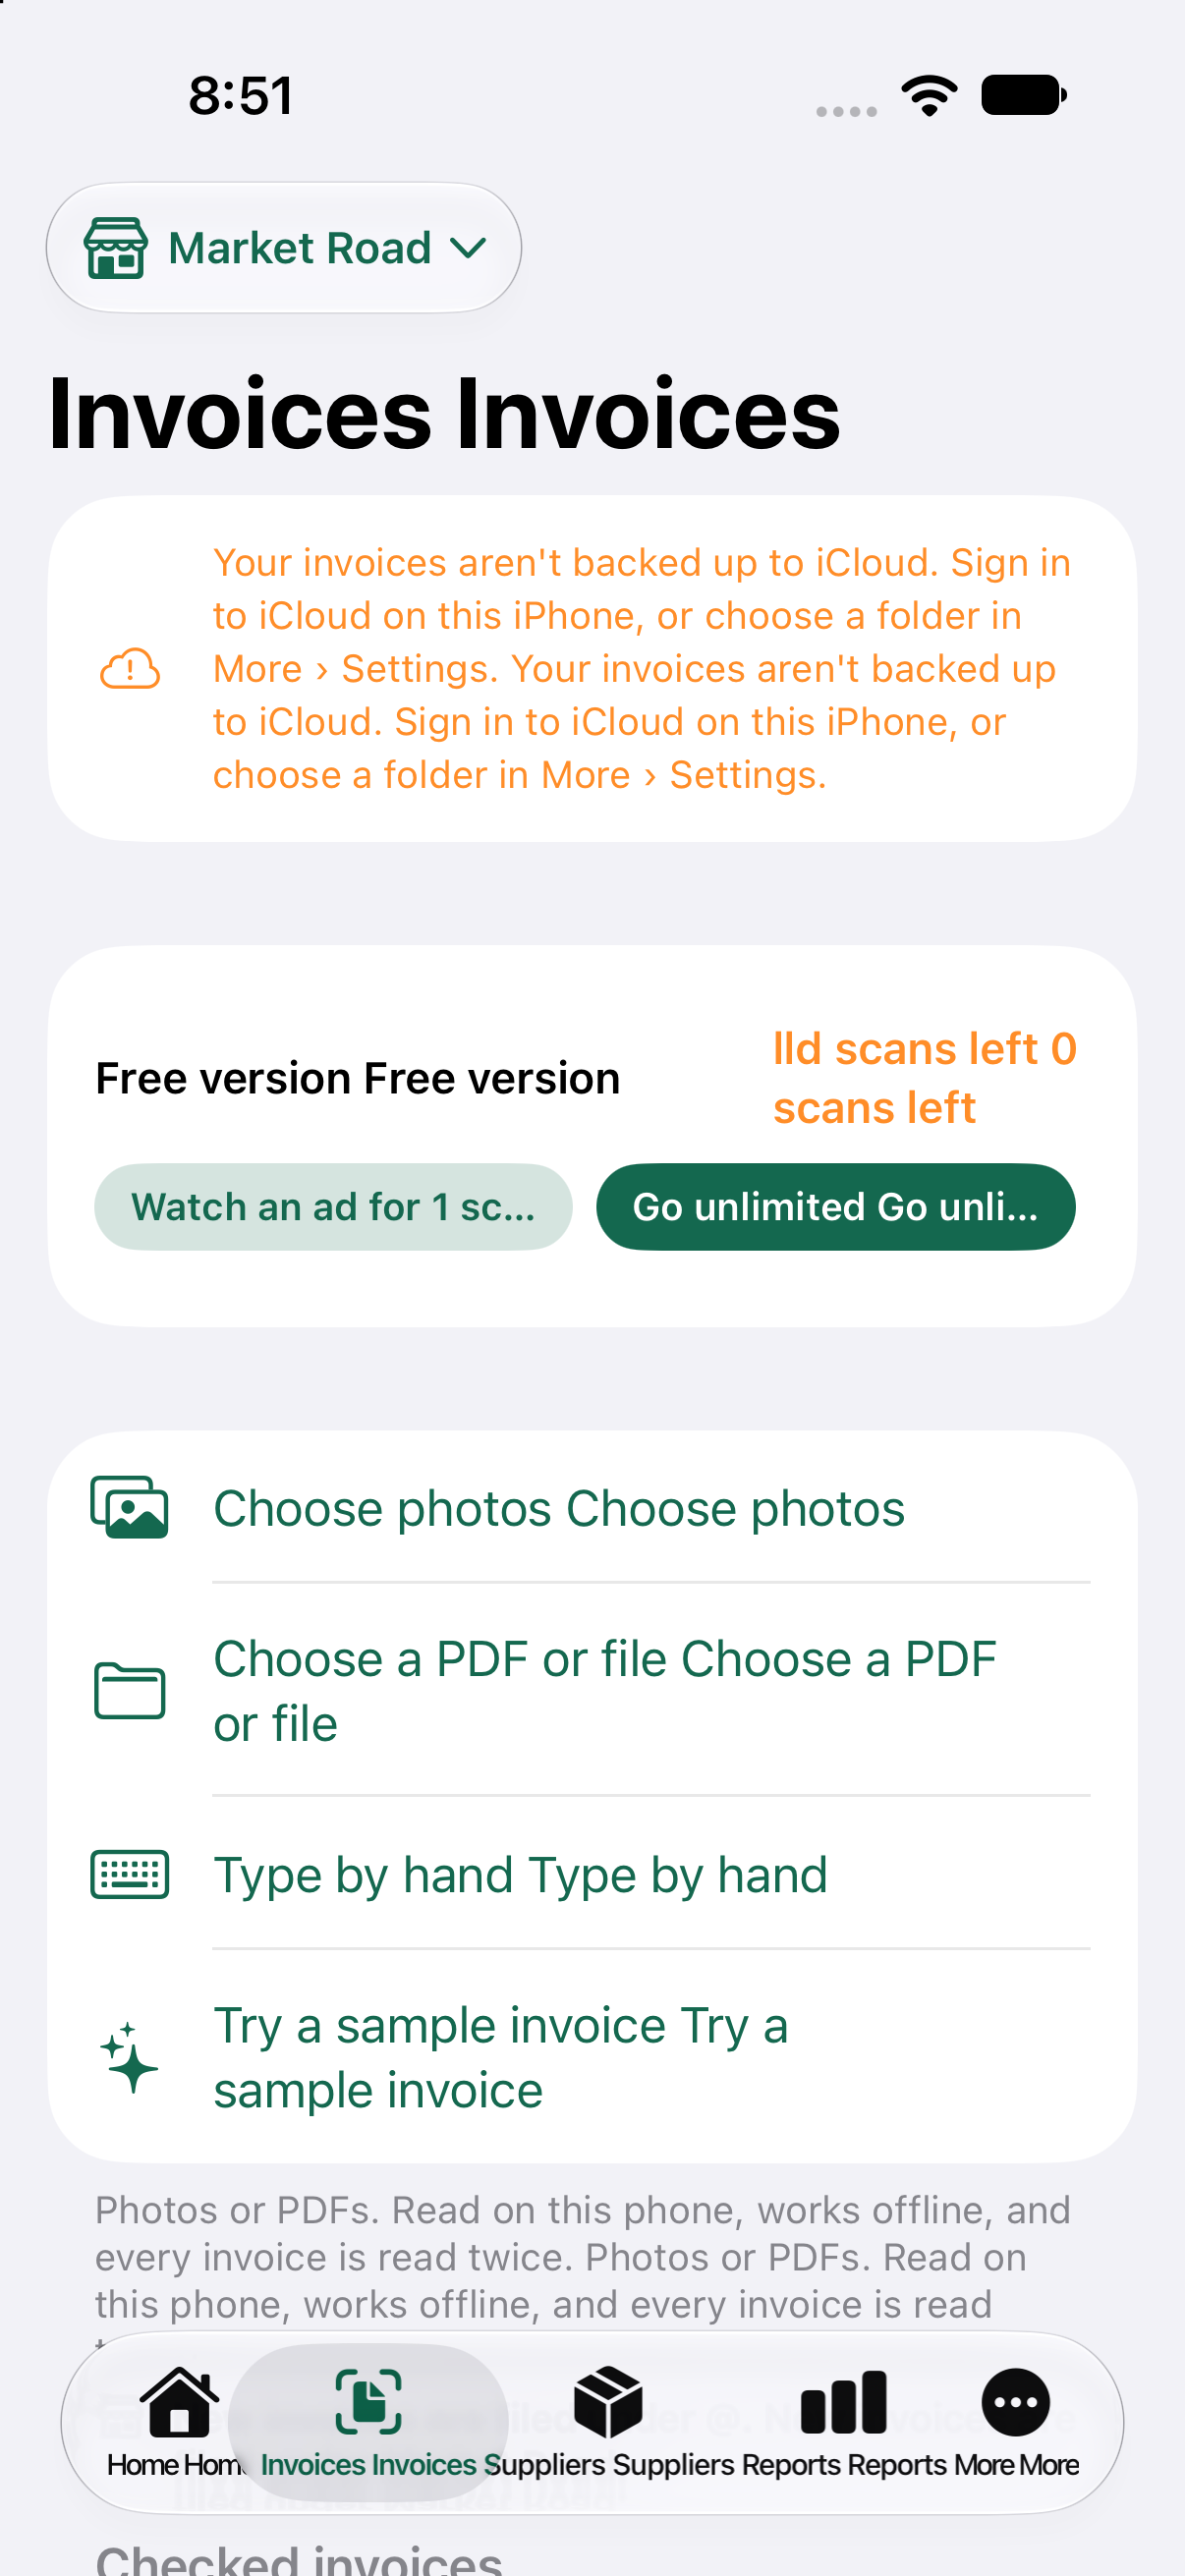 8:51
Market Road
Invoices Invoices
Your invoices aren't backed up to iCloud. Sign in
to iCloud on this iPhone, or choose a folder in
More › Settings. Your invoices aren't backed up
to iCloud. Sign in to iCloud on this iPhone, or
choose a folder in More › Settings.
Free version Free version
lld scans left 0
scans left
Watch an ad for 1 sc...
Go unlimited Go unli...
Choose photos Choose photos
Choose a PDF or file Choose a PDF
or file
Type by hand Type by hand
Try a sample invoice Try a
sample invoice
Photos or PDFs. Read on this phone, works offline, and
every invoice is read twice. Photos or PDFs. Read on
this phone, works offline, and every invoice is read
Home Home
Invoices Invoices
Suppliers Suppliers
Reports Reports
More More
Checked invoices